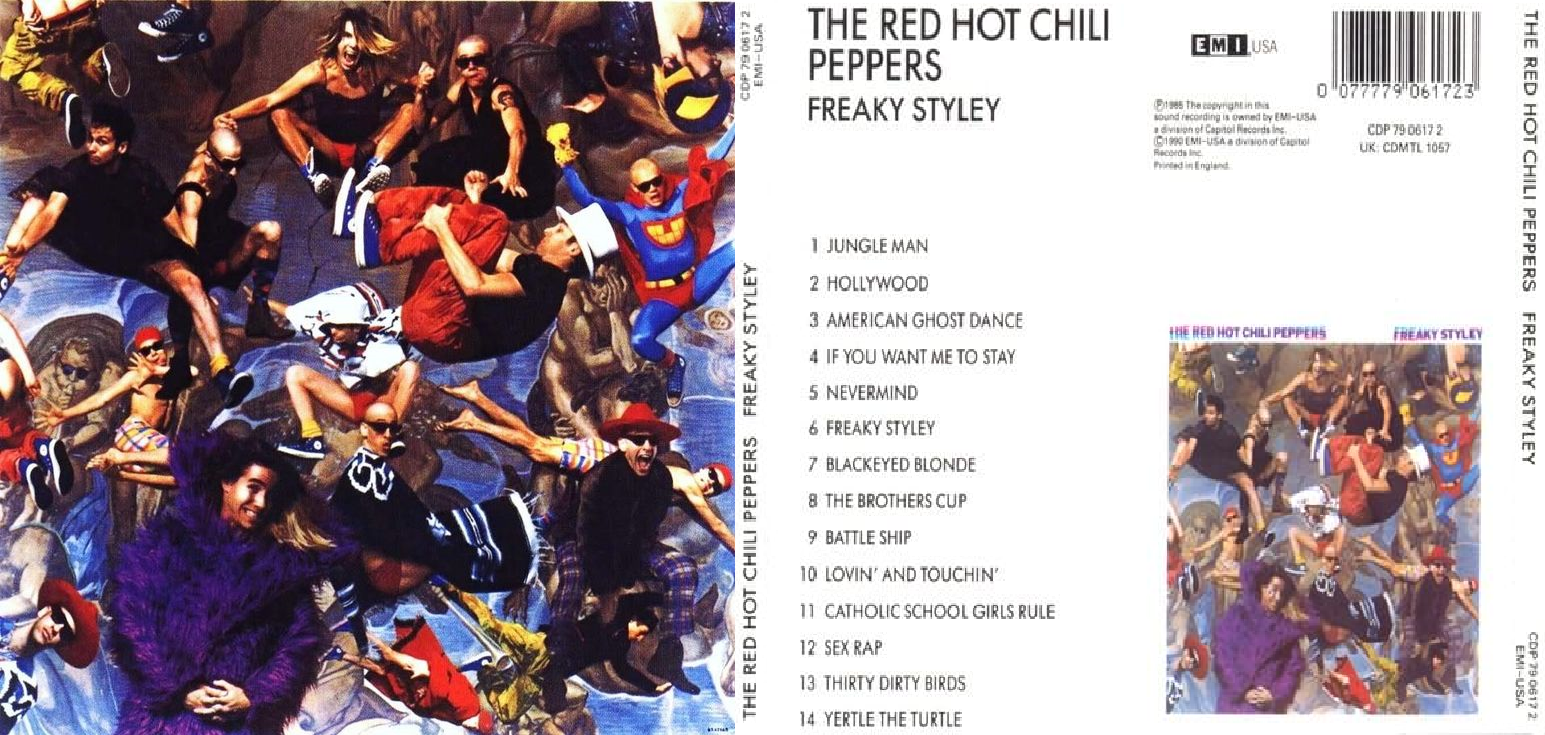 CDP 79 0617 2
EMI-USA
THE RED HOT CHILI PEPPERS FREAKY STYLEY
THE RED HOT CHILI
PEPPERS
FREAKY STYLEY
1 JUNGLE MAN
2 HOLLYWOOD
3 AMERICAN GHOST DANCE
4 IF YOU WANT ME TO STAY
5 NEVERMIND
6 FREAKY STYLEY
7 BLACKEYED BLONDE
8 THE BROTHERS CUP
9 BATTLE SHIP
10 LOVIN' AND TOUCHIN'
11 CATHOLIC SCHOOL GIRLS RULE
12 SEX RAP
13 THIRTY DIRTY BIRDS
14 YERTLE THE TURTLE
EMI USA
Ⓟ1985 The copyright in this
sound recording is owned by EMI-USA
a division of Capitol Records Inc.
Ⓒ1990 EMI-USA a division of Capitol
Records Inc.
Printed in England.
0 077779 061723
CDP 79 0617 2
UK: CDMTL 1057
THE RED HOT CHILI PEPPERS FREAKY STYLEY
THE RED HOT CHILI PEPPERS FREAKY STYLEY
CDP 79 0617 2
EMI-USA